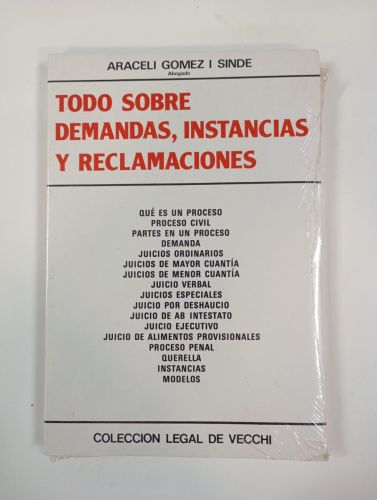 ARACELI GOMEZ I SINDE
Abogado
TODO SOBRE
DEMANDAS, INSTANCIAS
Y RECLAMACIONES
QUÉ ES UN PROCESO
PROCESO CIVIL
PARTES EN UN PROCESO
DEMANDA
JUICIOS ORDINARIOS
JUICIOS DE MAYOR CUANTÍA
JUICIOS DE MENOR CUANTÍA
JUICIO VERBAL
JUICIOS ESPECIALES
JUICIO POR DESHAUCIO
JUICIO DE AB INTESTATO
JUICIO EJECUTIVO
JUICIO DE ALIMENTOS PROVISIONALES
PROCESO PENAL
QUERELLA
INSTANCIAS
MODELOS
COLECCION LEGAL DE VECCHI